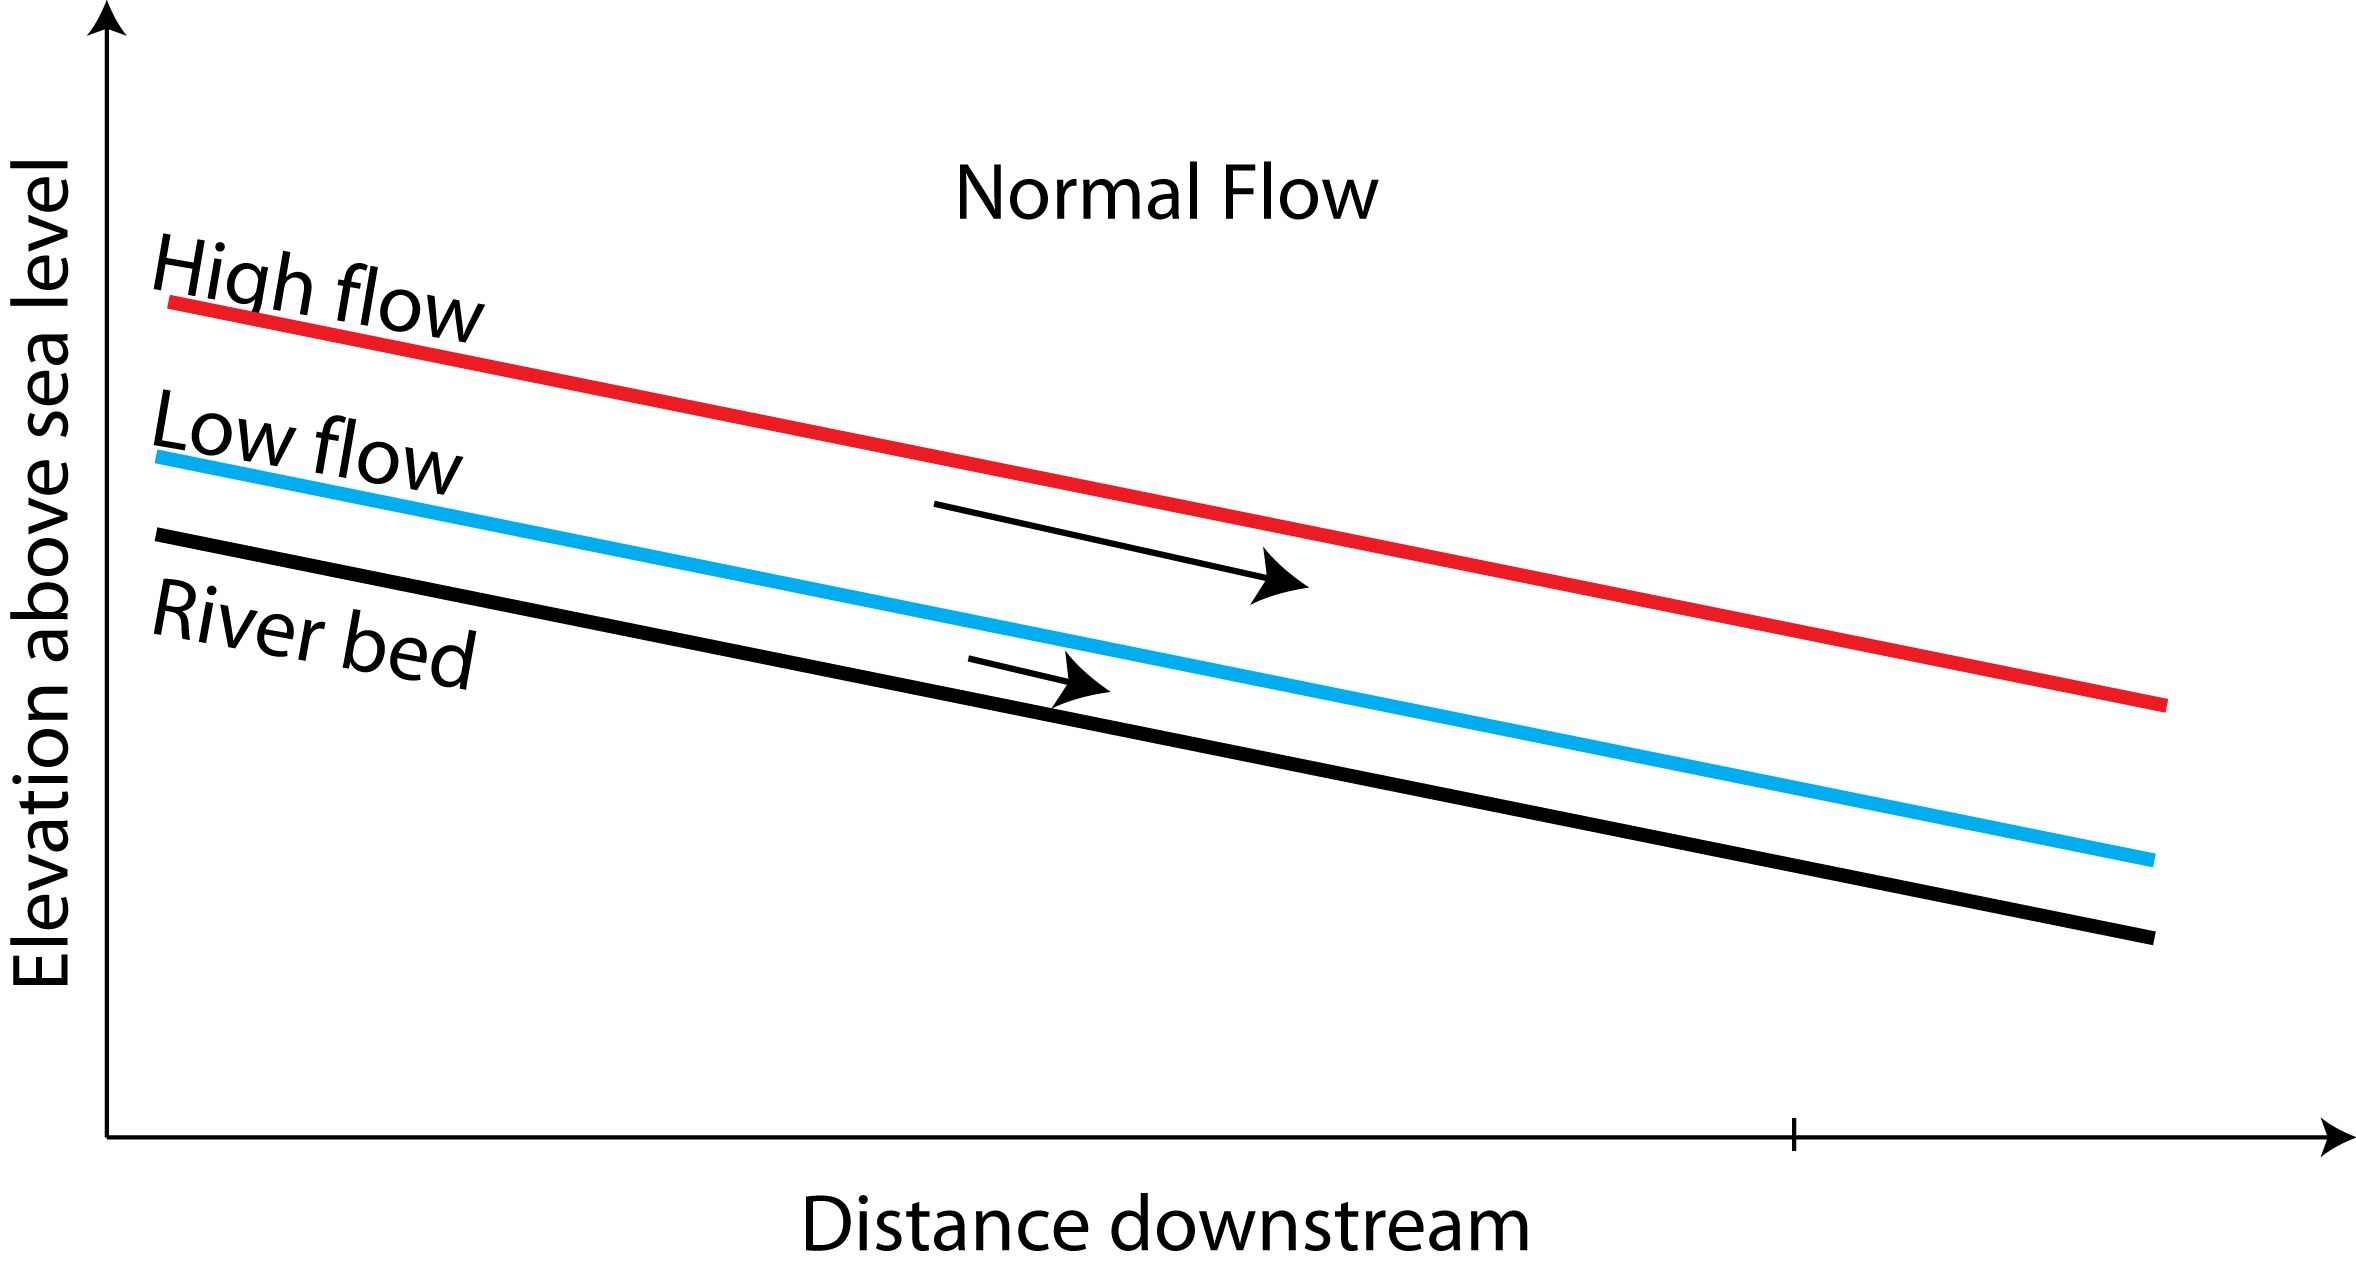 Normal Flow
High flow
Low flow
River bed
Elevation above sea level
Distance downstream